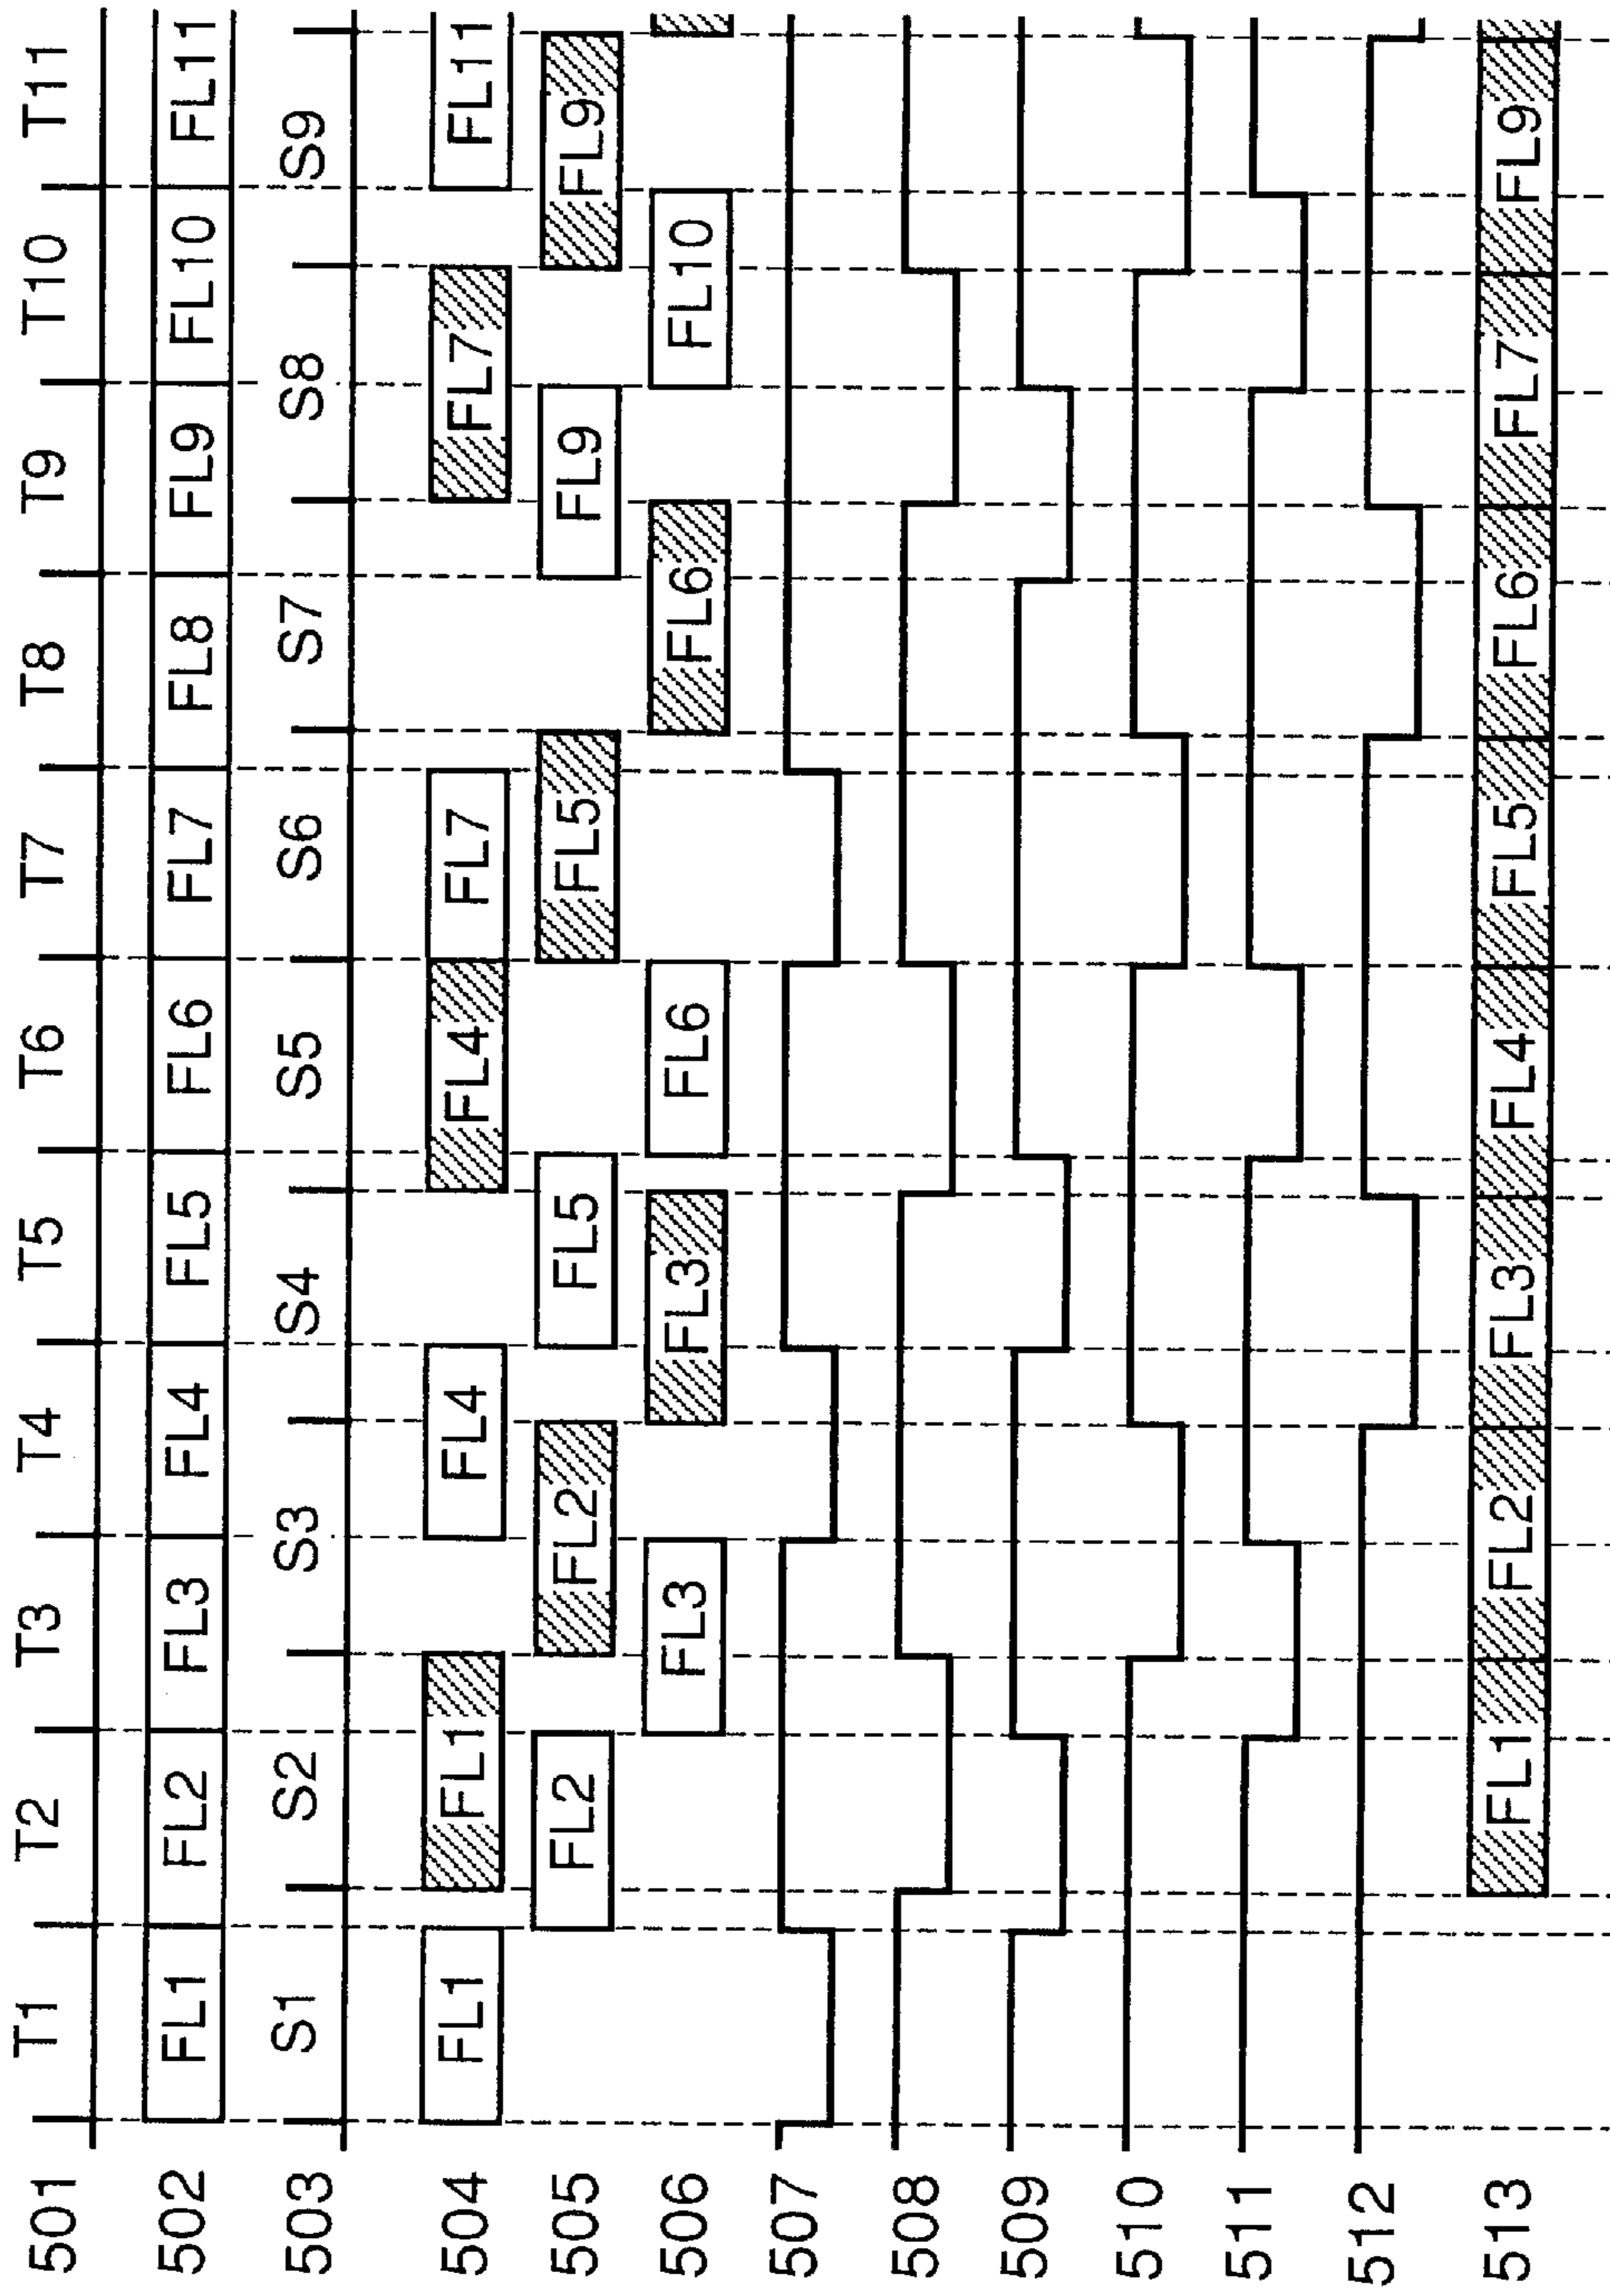 501 T1 T2 T3 T4 T5 T6 T7 T8 T9 T10 T11
502 FL1 FL2 FL3 FL4 FL5 FL6 FL7 FL8 FL9 FL10 FL11
503 S1 S2 S3 S4 S5 S6 S7 S8 S9
504 FL1 FL1 FL4 FL4 FL7 FL7 FL11
505 FL2 FL2 FL5 FL5 FL9 FL9
506 FL3 FL3 FL6 FL6 FL10
507
508
509
510
511
512
513 FL1 FL2 FL3 FL4 FL5 FL6 FL7 FL9